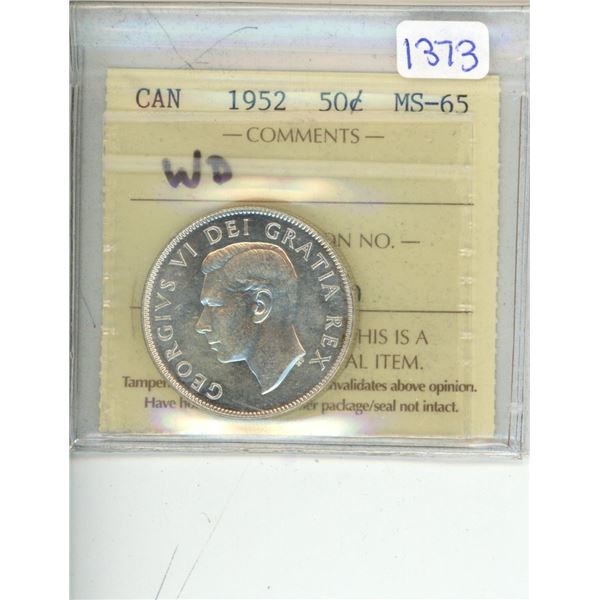 1373
CAN 1952 50¢ MS-65
— COMMENTS —
WD
ON NO. —
GEORGIVS VI DEI GRATIA REX
HIS IS A
AL ITEM.
Tamper nvalidates above opinion.
Have ho er package/seal not intact.